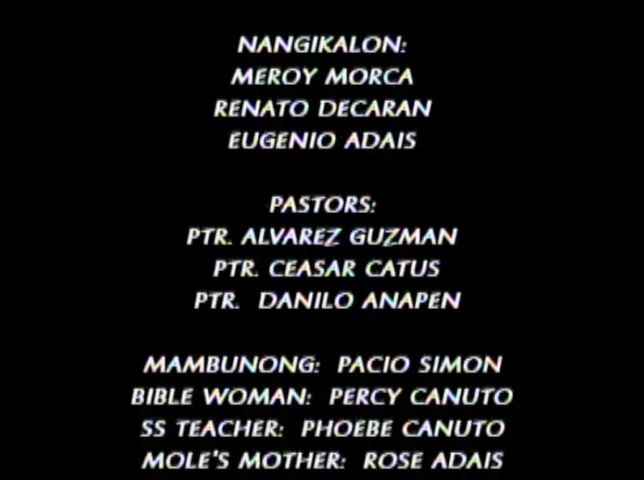 NANGIKALON:
MEROY MORCA
RENATO DECARAN
EUGENIO ADAIS
PASTORS:
PTR. ALVAREZ GUZMAN
PTR. CEASAR CATUS
PTR. DANILO ANAPEN
MAMBUNONG: PACIO SIMON
BIBLE WOMAN: PERCY CANUTO
SS TEACHER: PHOEBE CANUTO
MOLE'S MOTHER: ROSE ADAIS